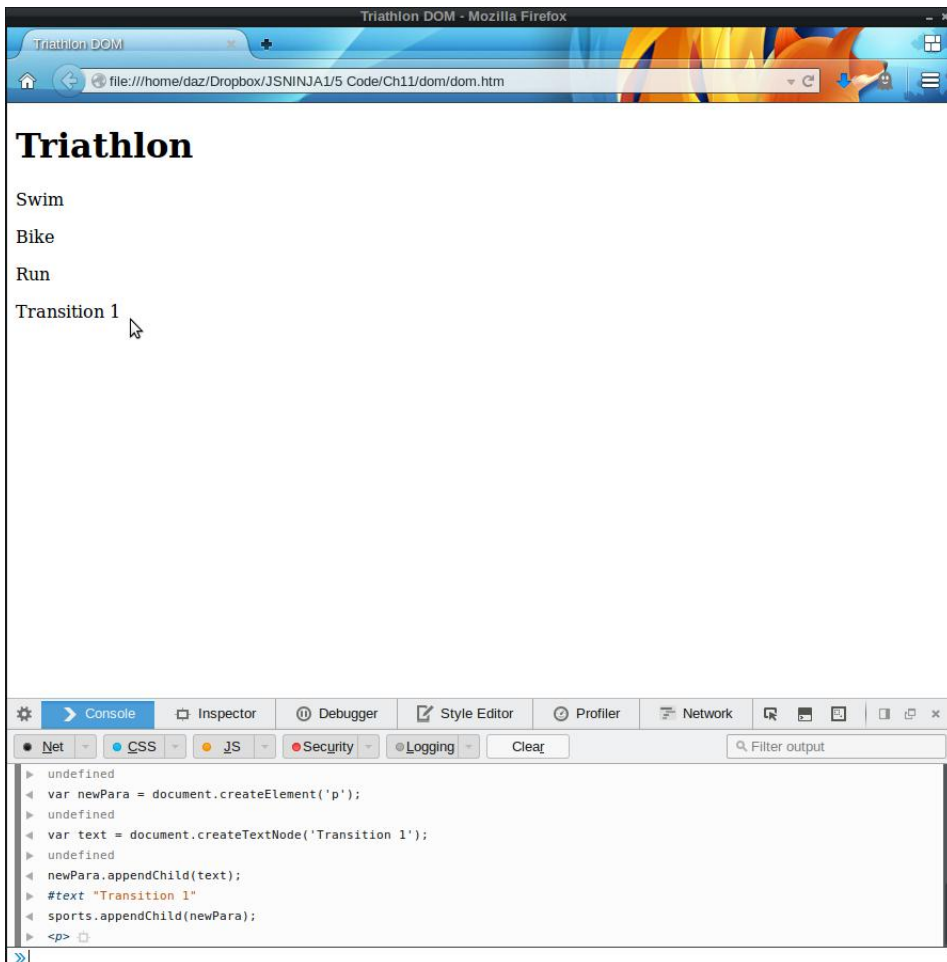 Triathlon DOM - Mozilla Firefox
Triathlon DOM
file:///home/daz/Dropbox/JSNINJA1/5 Code/Ch11/dom/dom.htm
Triathlon
Swim
Bike
Run
Transition 1
Console Inspector Debugger Style Editor Profiler Network
Net CSS JS Security Logging Clear Filter output
undefined
var newPara = document.createElement('p');
undefined
var text = document.createTextNode('Transition 1');
undefined
newPara.appendChild(text);
#text "Transition 1"
sports.appendChild(newPara);
<p>
»